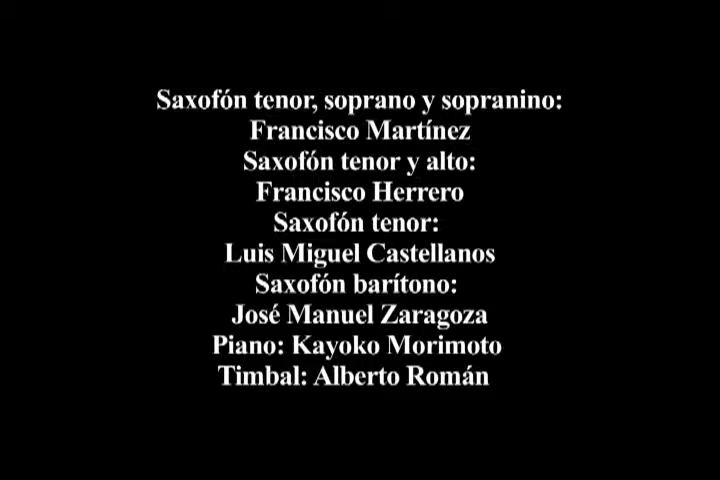 Saxofón tenor, soprano y sopranino:
Francisco Martínez
Saxofón tenor y alto:
Francisco Herrero
Saxofón tenor:
Luis Miguel Castellanos
Saxofón barítono:
José Manuel Zaragoza
Piano: Kayoko Morimoto
Timbal: Alberto Román